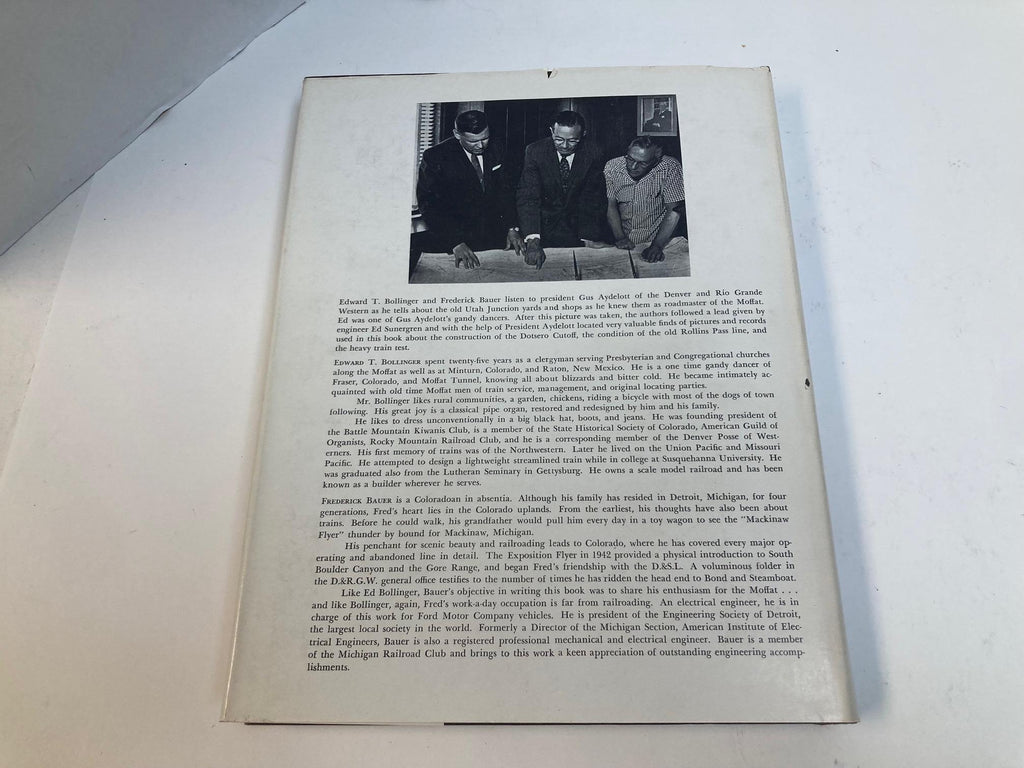 Edward T. Bollinger and Frederick Bauer listen to president Gus Aydelott of the Denver and Rio Grande
Western as he tells about the old Utah Junction yards and shops as he knew them as roadmaster of the Moffat.
Ed was one of Gus Aydelott's gandy dancers. After this picture was taken, the authors followed a lead given by
engineer Ed Sunergren and with the help of President Aydelott located very valuable finds of pictures and records
used in this book about the construction of the Dotsero Cutoff, the condition of the old Rollins Pass line, and
the heavy train test.
EDWARD T. BOLLINGER spent twenty-five years as a clergyman serving Presbyterian and Congregational churches
along the Moffat as well as at Minturn, Colorado, and Raton, New Mexico. He is a one time gandy dancer of
Fraser, Colorado, and Moffat Tunnel, knowing all about blizzards and bitter cold. He became intimately ac-
quainted with old time Moffat men of train service, management, and original locating parties.
Mr. Bollinger likes rural communities, a garden, chickens, riding a bicycle with most of the dogs of town
following. His great joy is a classical pipe organ, restored and redesigned by him and his family.
He likes to dress unconventionally in a big black hat, boots, and jeans. He was founding president of
the Battle Mountain Kiwanis Club, is a member of the State Historical Society of Colorado, American Guild of
Organists, Rocky Mountain Railroad Club, and he is a corresponding member of the Denver Posse of West-
erners. His first memory of trains was of the Northwestern. Later he lived on the Union Pacific and Missouri
Pacific. He attempted to design a lightweight streamlined train while in college at Susquehanna University. He
was graduated also from the Lutheran Seminary in Gettysburg. He owns a scale model railroad and has been
known as a builder wherever he serves.
FREDERICK BAUER is a Coloradoan in absentia. Although his family has resided in Detroit, Michigan, for four
generations, Fred's heart lies in the Colorado uplands. From the earliest, his thoughts have also been about
trains. Before he could walk, his grandfather would pull him every day in a toy wagon to see the "Mackinaw
Flyer" thunder by bound for Mackinaw, Michigan.
His penchant for scenic beauty and railroading leads to Colorado, where he has covered every major op-
erating and abandoned line in detail. The Exposition Flyer in 1942 provided a physical introduction to South
Boulder Canyon and the Gore Range, and began Fred's friendship with the D.&S.L. A voluminous folder in
the D.&R.G.W. general office testifies to the number of times he has ridden the head end to Bond and Steamboat.
Like Ed Bollinger, Bauer's objective in writing this book was to share his enthusiasm for the Moffat . . .
and like Bollinger, again, Fred's work-a-day occupation is far from railroading. An electrical engineer, he is in
charge of this work for Ford Motor Company vehicles. He is president of the Engineering Society of Detroit,
the largest local society in the world. Formerly a Director of the Michigan Section, American Institute of Elec-
trical Engineers, Bauer is also a registered professional mechanical and electrical engineer. Bauer is a member
of the Michigan Railroad Club and brings to this work a keen appreciation of outstanding engineering accomp-
lishments.